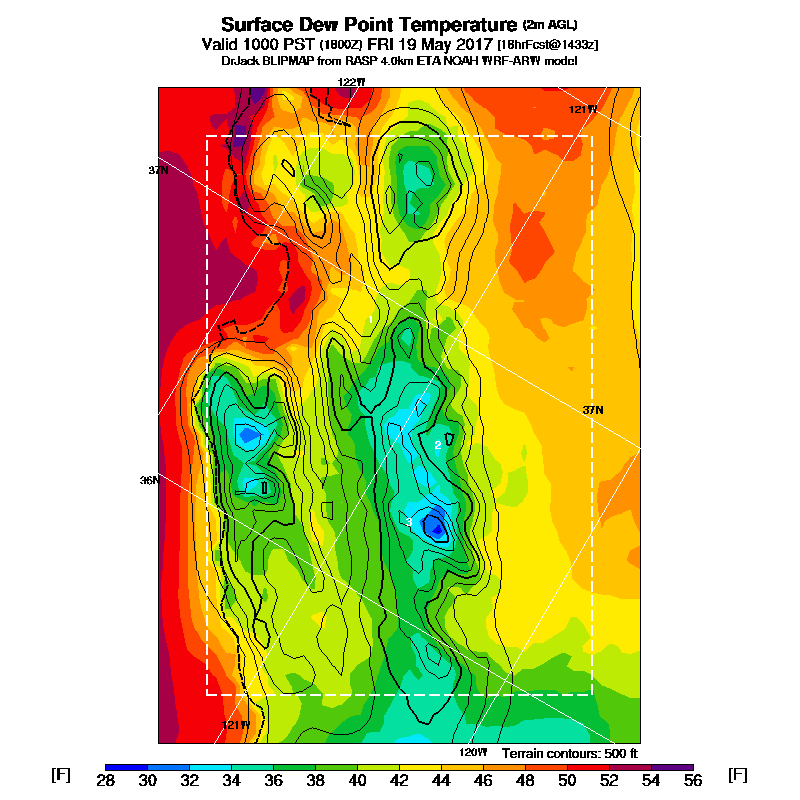 Surface Dew Point Temperature (2m AGL)
Valid 1000 PST (1800Z) FRI 19 May 2017 [18hrFcst@1433z]
DrJack BLIPMAP from RASP 4.0km ETA NOAH WRF-ARW model
122W
121W
37N
1
37N
2
36N
3
121W
120W Terrain contours: 500 ft
[F] 28 30 32 34 36 38 40 42 44 46 48 50 52 54 56 [F]